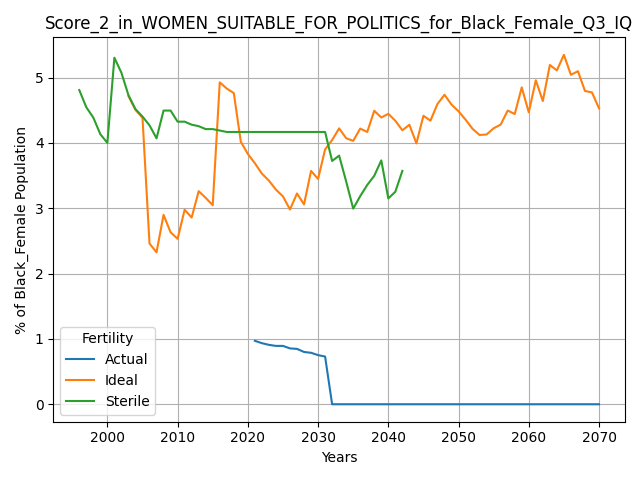 Score_2_in_WOMEN_SUITABLE_FOR_POLITICS_for_Black_Female_Q3_IQ
% of Black_Female Population
5
4
3
2
1
0
Fertility
Actual
Ideal
Sterile
2000 2010 2020 2030 2040 2050 2060 2070
Years